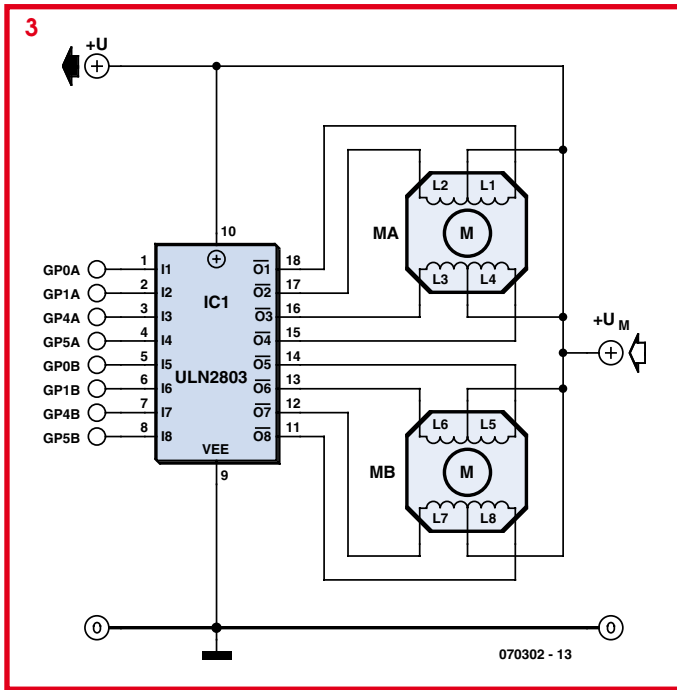 3
+U
10
GP0A
GP1A
GP4A
GP5A
GP0B
GP1B
GP4B
GP5B
1
2
3
4
5
6
7
8
I1
I2
I3
I4
I5
I6
I7
I8
IC1
ULN2803
VEE
9
O1
O2
O3
O4
O5
O6
O7
O8
18
17
16
15
14
13
12
11
L2 L1
MA
M
L3 L4
+UM
L6 L5
MB
M
L7 L8
0
0
070302 - 13